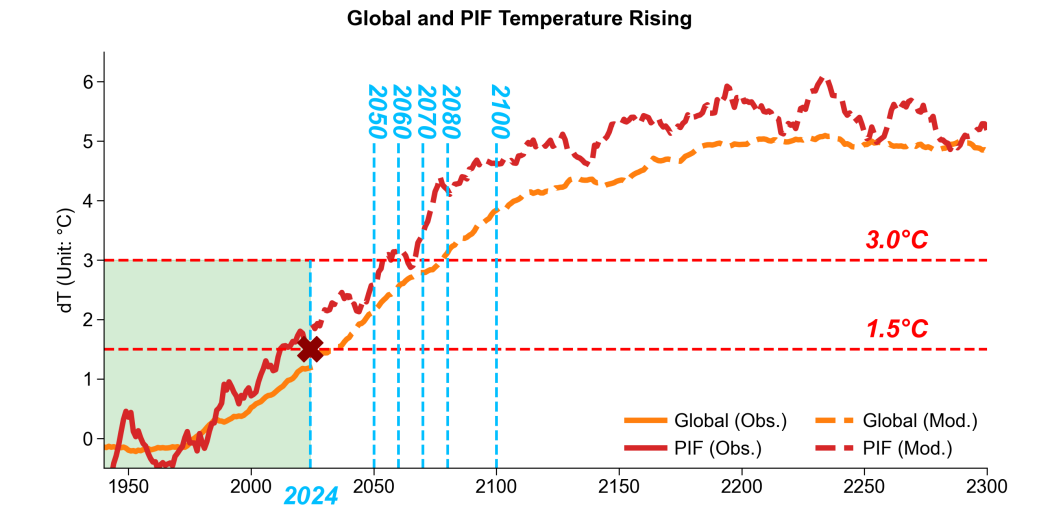 Global and PIF Temperature Rising
dT (Unit: °C)
6
5
4
3
2
1
0
2050
2060
2070
2080
2100
3.0°C
1.5°C
Global (Obs.)
Global (Mod.)
PIF (Obs.)
PIF (Mod.)
1950
2000
2050
2100
2150
2200
2250
2300
2024